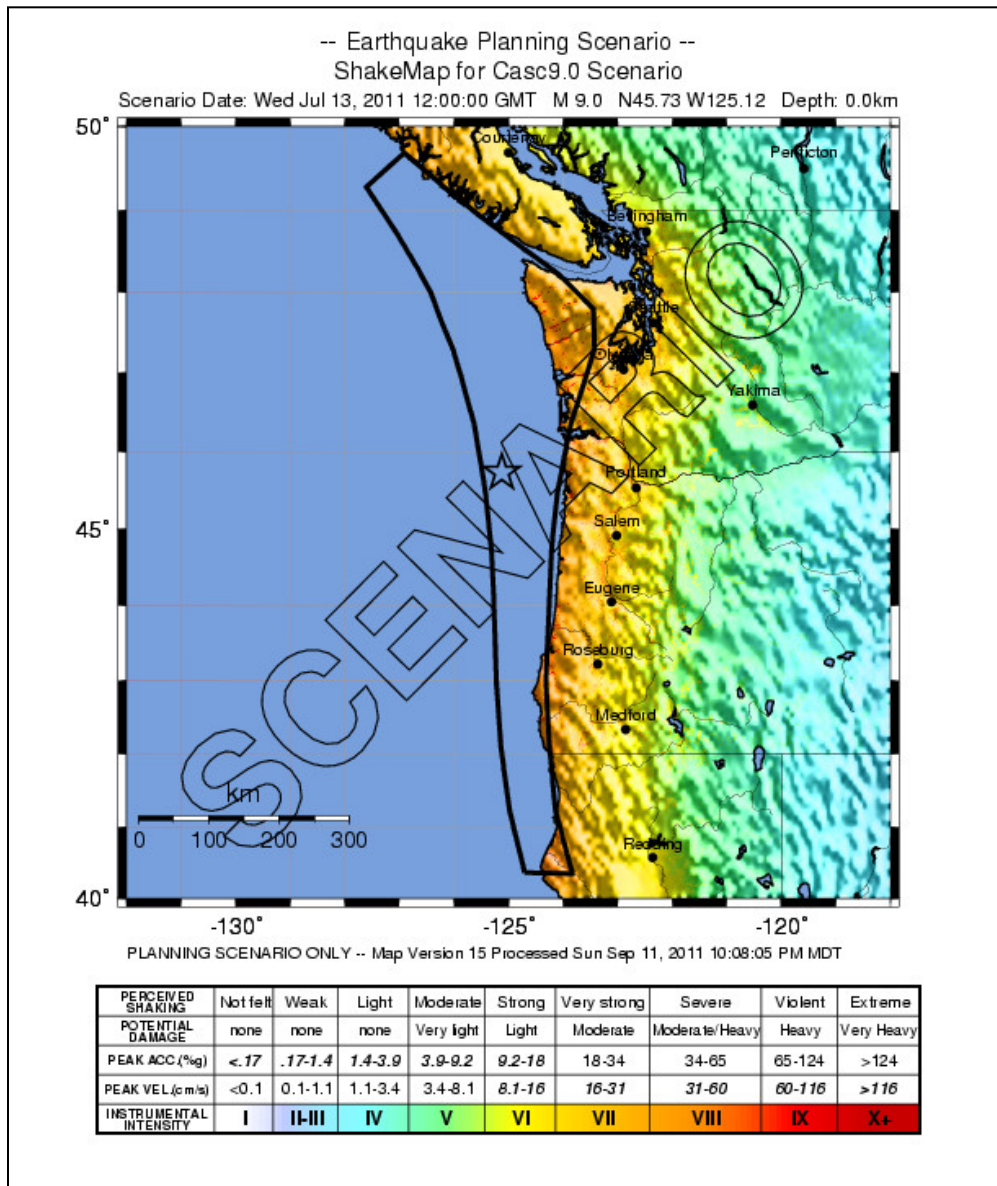 -- Earthquake Planning Scenario --
ShakeMap for Casc9.0 Scenario
Scenario Date: Wed Jul 13, 2011 12:00:00 GMT M 9.0 N45.73 W125.12 Depth: 0.0km
50°
Courtenay
Penticton
Bellingham
Seattle
Olympia
Yakima
Portland
45°
Salem
Eugene
Roseburg
Medford
SCENARIO
km
0 100 200 300
Redding
40°
-130° -125° -120°
PLANNING SCENARIO ONLY -- Map Version 15 Processed Sun Sep 11, 2011 10:08:05 PM MDT
PERCEIVED SHAKING Not felt Weak Light Moderate Strong Very strong Severe Violent Extreme
POTENTIAL DAMAGE none none none Very light Light Moderate Moderate/Heavy Heavy Very Heavy
PEAK ACC.(%g) <.17 .17-1.4 1.4-3.9 3.9-9.2 9.2-18 18-34 34-65 65-124 >124
PEAK VEL.(cm/s) <0.1 0.1-1.1 1.1-3.4 3.4-8.1 8.1-16 16-31 31-60 60-116 >116
INSTRUMENTAL INTENSITY I II-III IV V VI VII VIII IX X+